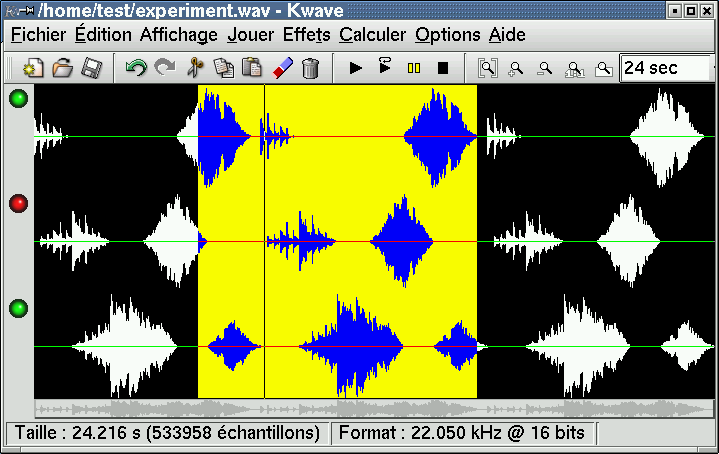 /home/test/experiment.wav - Kwave
Fichier Édition Affichage Jouer Effets Calculer Options Aide
24 sec
Taille : 24.216 s (533958 échantillons) Format : 22.050 kHz @ 16 bits